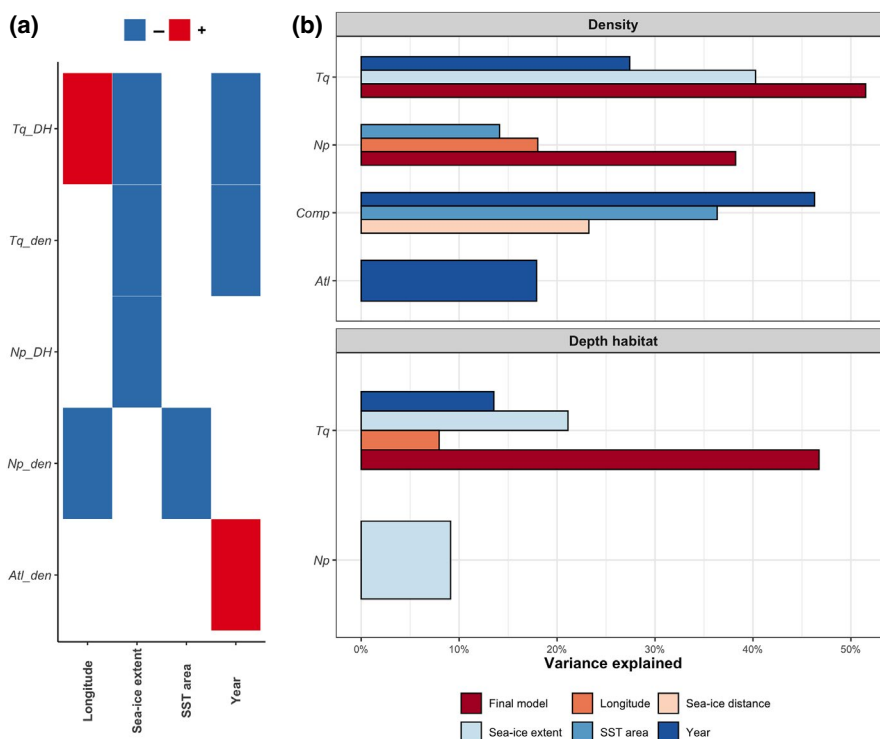 (a)
– +
Tq_DH
Tq_den
Np_DH
Np_den
Atl_den
Longitude
Sea-ice extent
SST area
Year
(b)
Density
Tq
Np
Comp
Atl
Depth habitat
Tq
Np
0% 10% 20% 30% 40% 50%
Variance explained
Final model Longitude Sea-ice distance
Sea-ice extent SST area Year